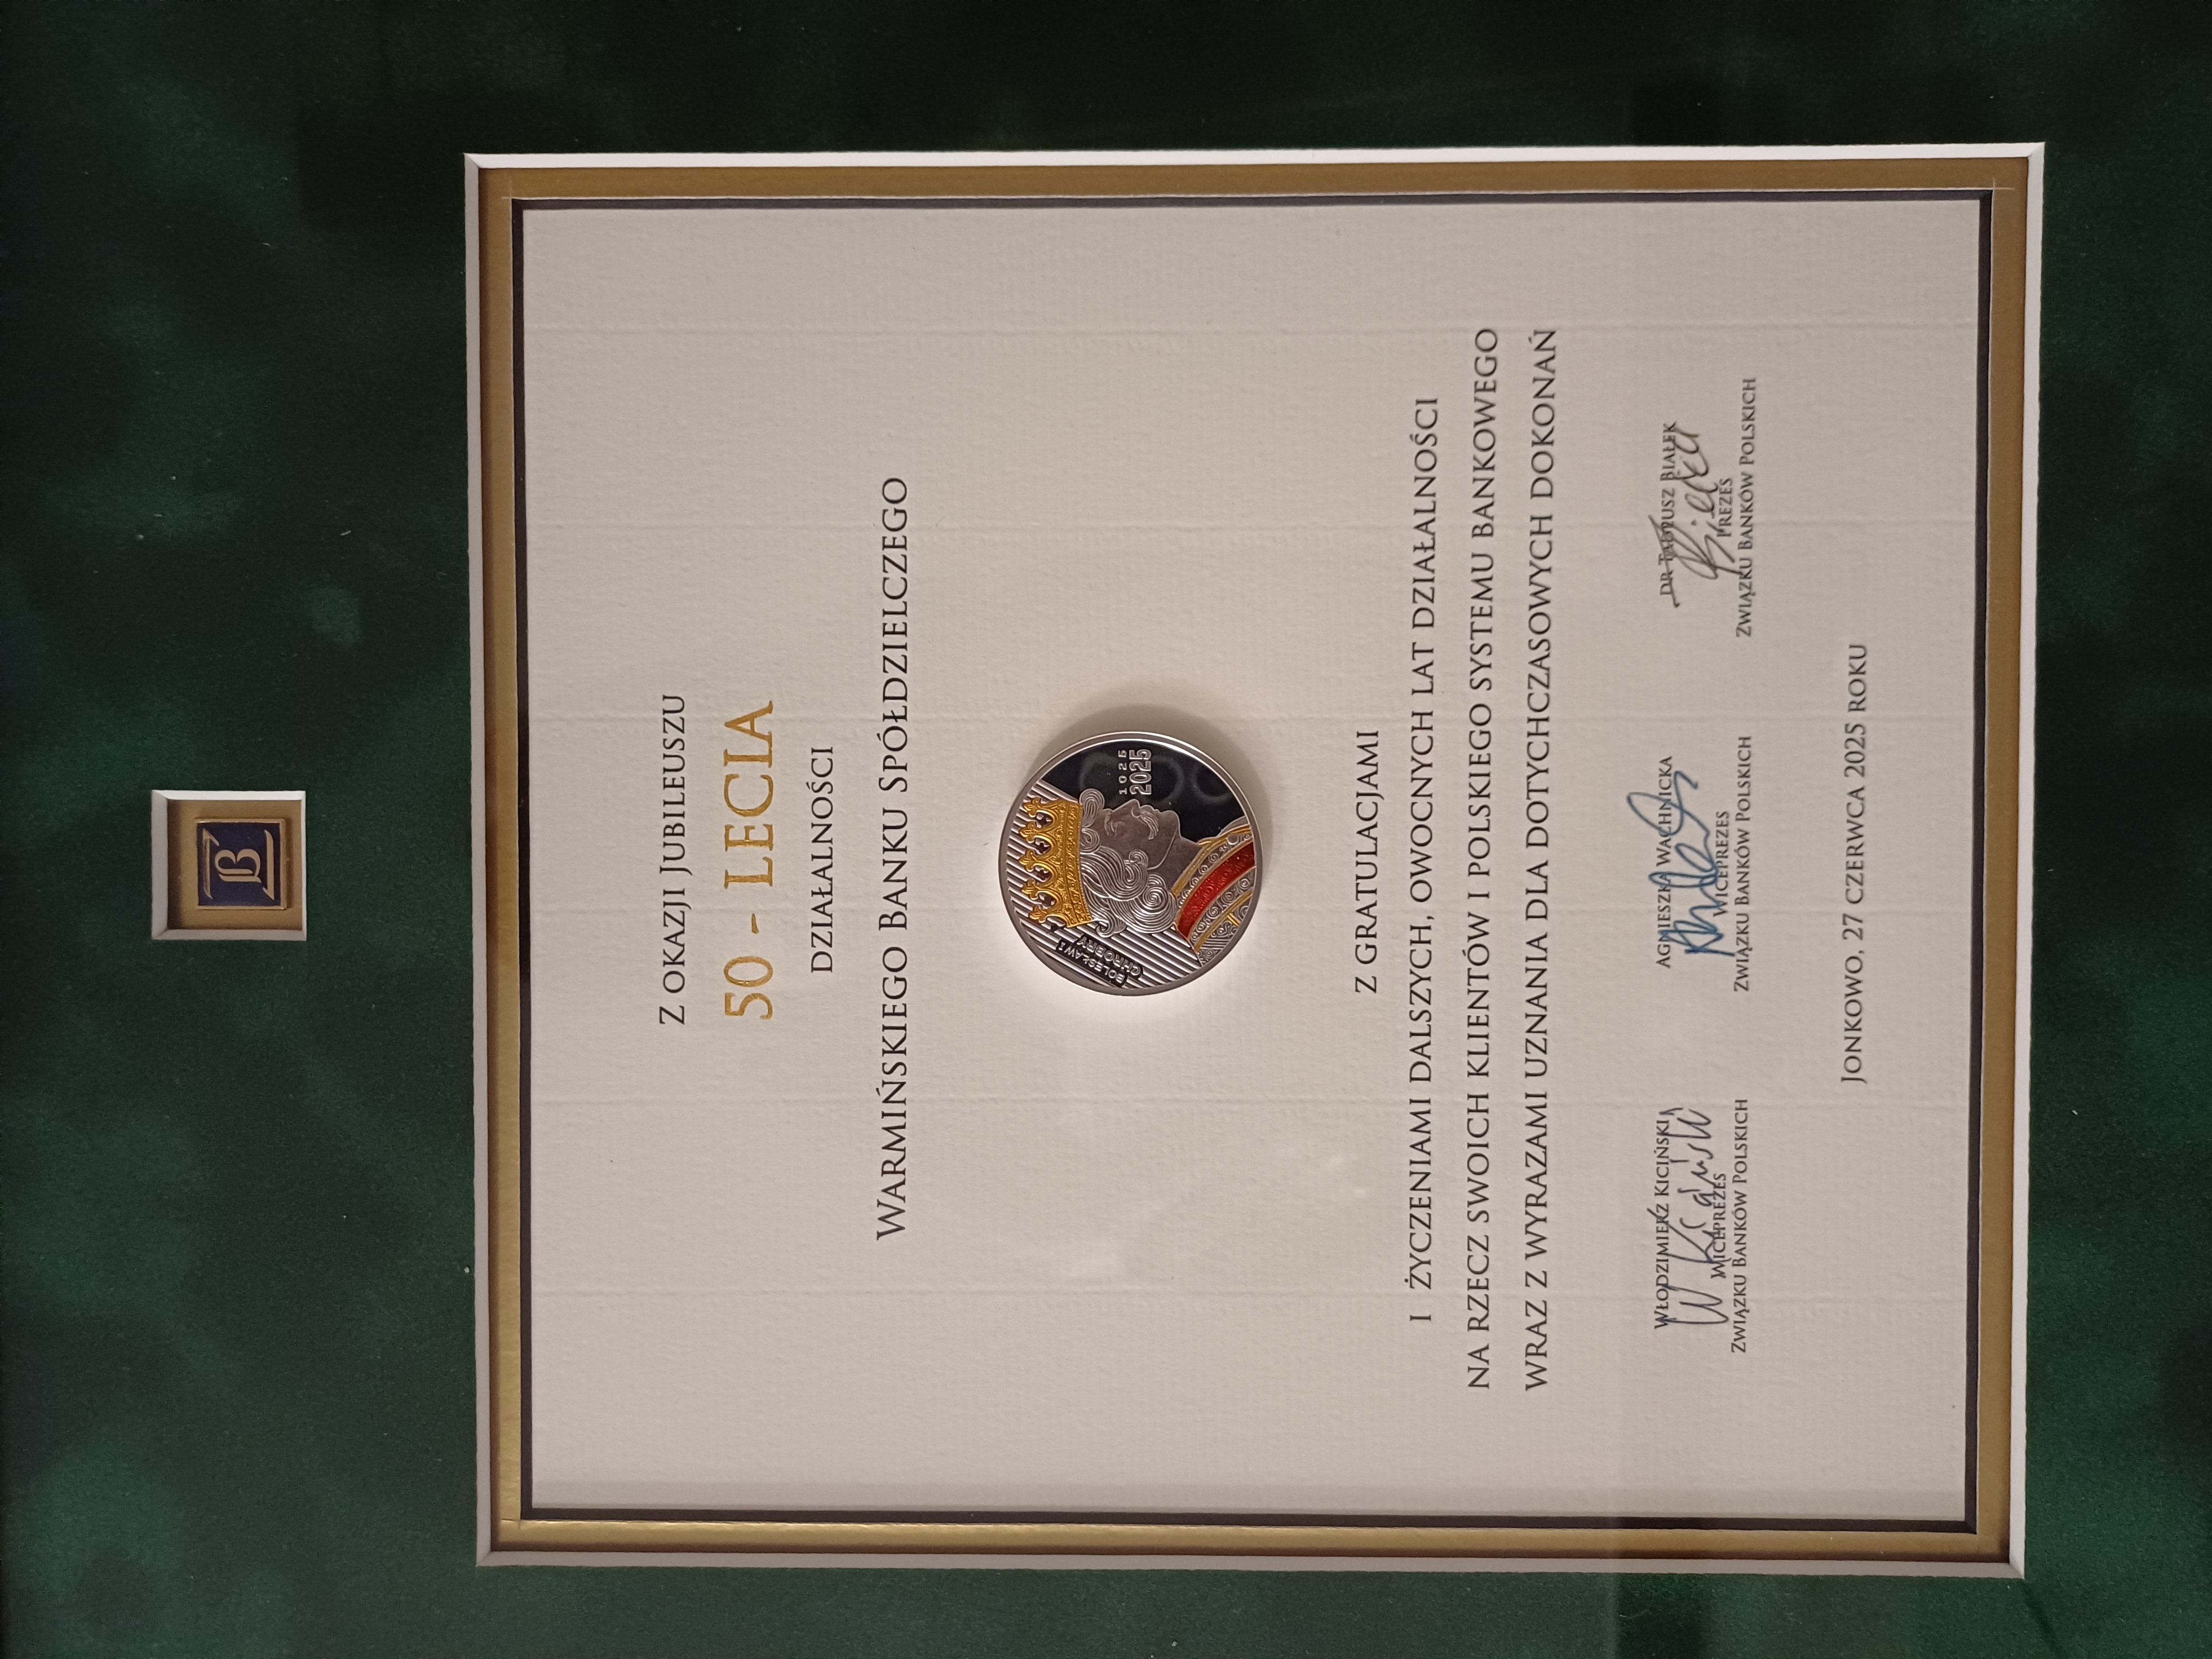 Z OKAZJI JUBILEUSZU
50 - LECIA
DZIAŁALNOŚCI
WARMIŃSKIEGO BANKU SPÓŁDZIELCZEGO
BOLESŁAW I
CHROBRY
1025
2025
Z GRATULACJAMI
I ŻYCZENIAMI DALSZYCH, OWOCNYCH LAT DZIAŁALNOŚCI
NA RZECZ SWOICH KLIENTÓW I POLSKIEGO SYSTEMU BANKOWEGO
WRAZ Z WYRAZAMI UZNANIA DLA DOTYCHCZASOWYCH DOKONAŃ
WŁODZIMIERZ KICIŃSKI
WICEPREZES
ZWIĄZKU BANKÓW POLSKICH
AGNIESZKA WACHNICKA
WICEPREZES
ZWIĄZKU BANKÓW POLSKICH
DR TADEUSZ BIAŁEK
PREZES
ZWIĄZKU BANKÓW POLSKICH
JONKOWO, 27 CZERWCA 2025 ROKU